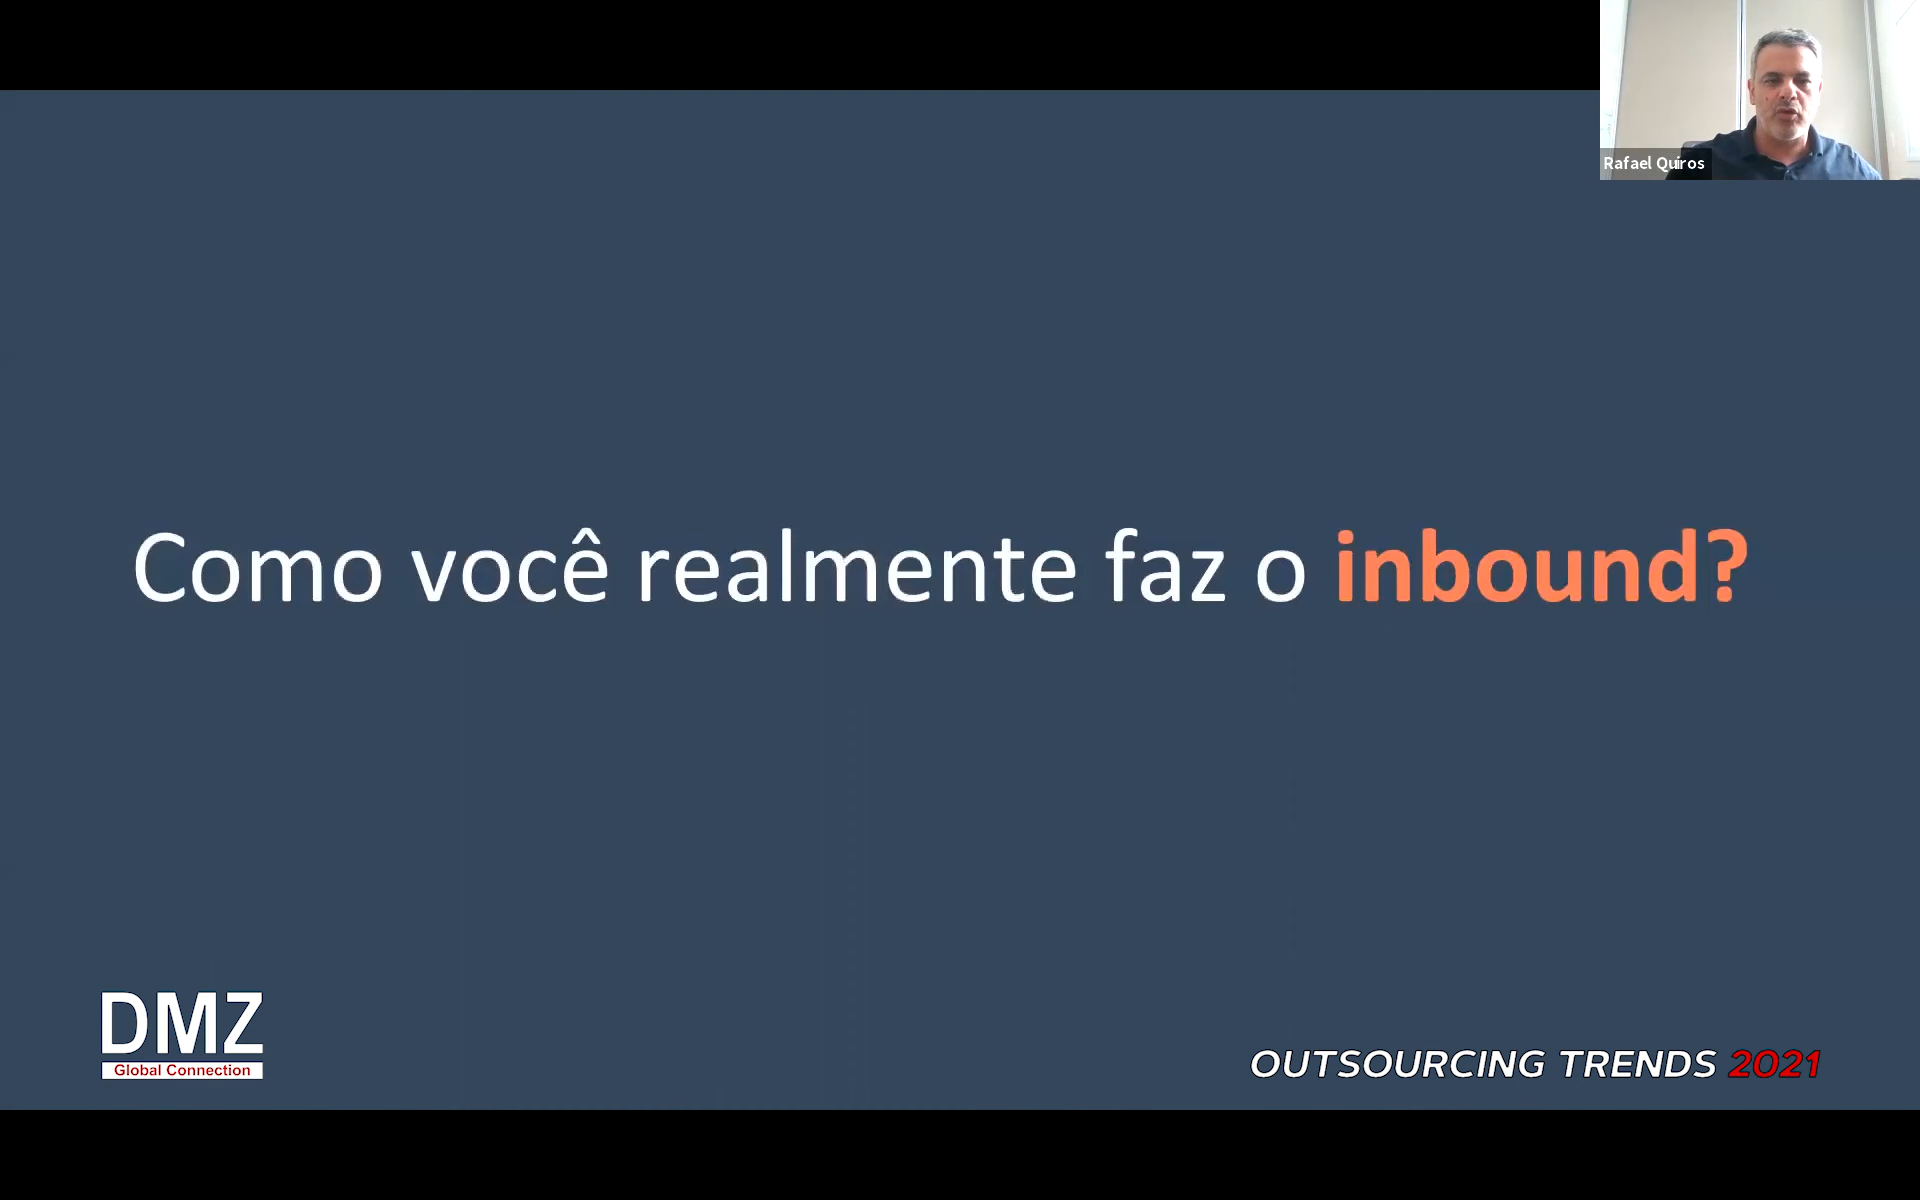 Rafael Quiros
Como você realmente faz o inbound?
DMZ
Global Connection
OUTSOURCING TRENDS 2021